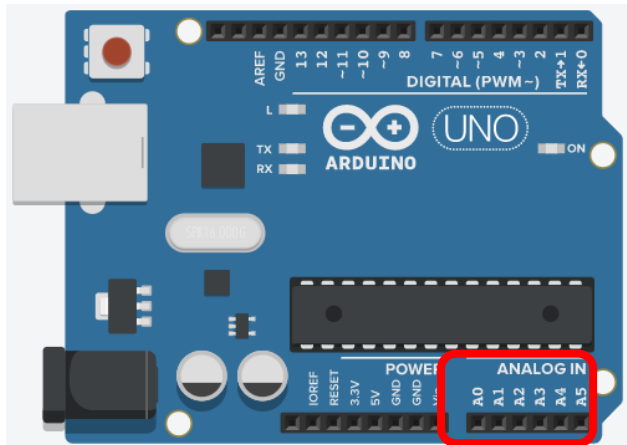 AREF
GND
13
12
~11
~10
~9
8
7
~6
~5
4
~3
2
TX→1
RX←0
DIGITAL (PWM~)
L
TX
RX
ARDUINO
UNO
ON
SPK16.000G
POWER
ANALOG IN
IOREF
RESET
3.3V
5V
GND
GND
A0
A1
A2
A3
A4
A5